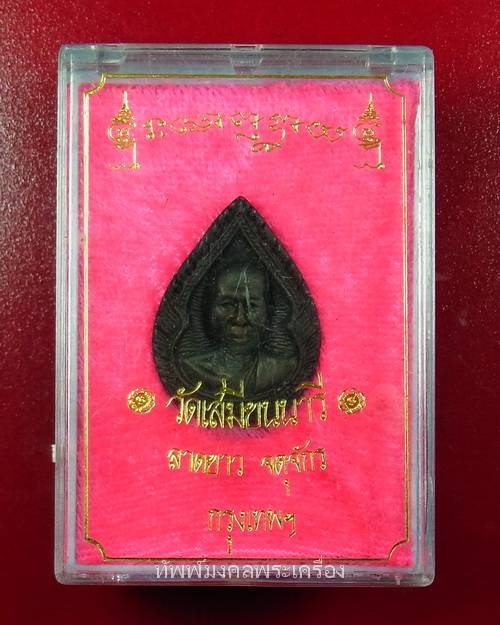 วัดเสมียนนารี
ลาดยาว จตุจักร
กรุงเทพฯ
ทัพพ์มงคลพระเครื่อง